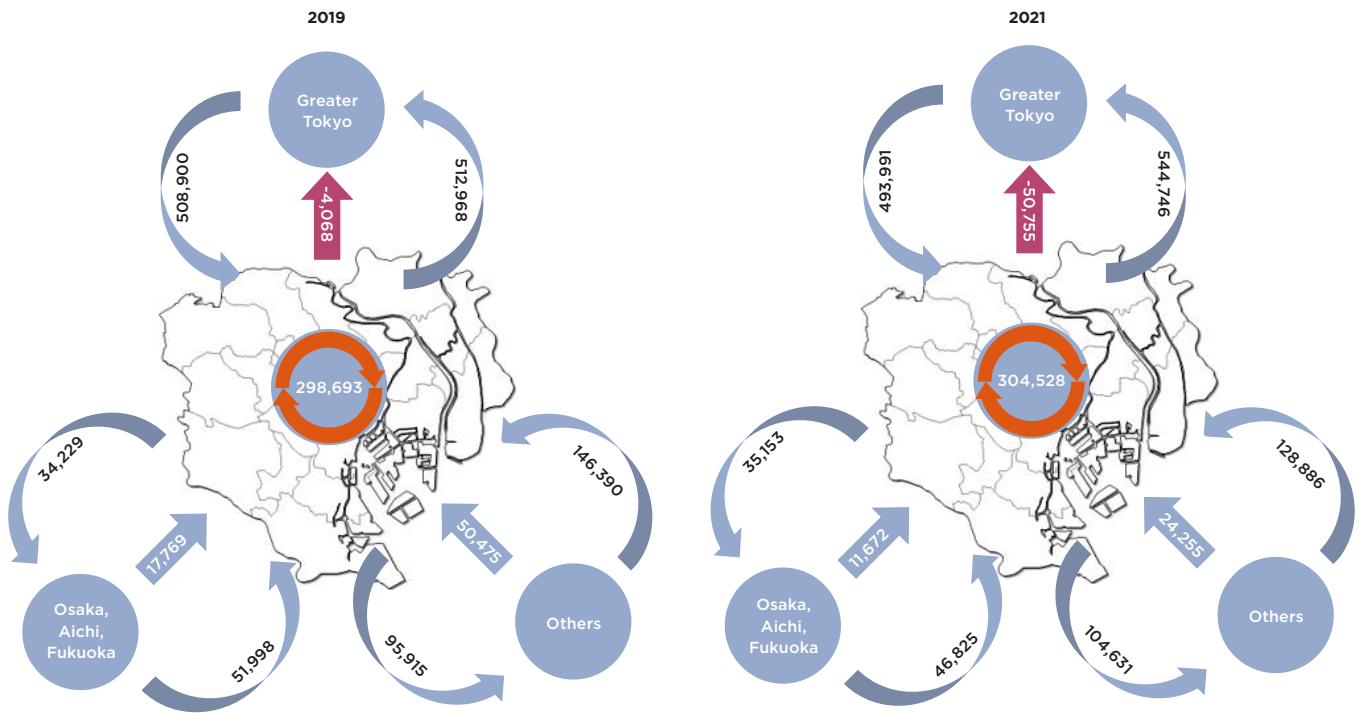 2019
Greater
Tokyo
508,900
512,968
-4,068
298,693
34,229
17,769
Osaka,
Aichi,
Fukuoka
51,998
146,390
50,475
Others
95,915
2021
Greater
Tokyo
493,991
544,746
-50,755
304,528
35,153
11,672
Osaka,
Aichi,
Fukuoka
46,825
128,886
24,255
Others
104,631